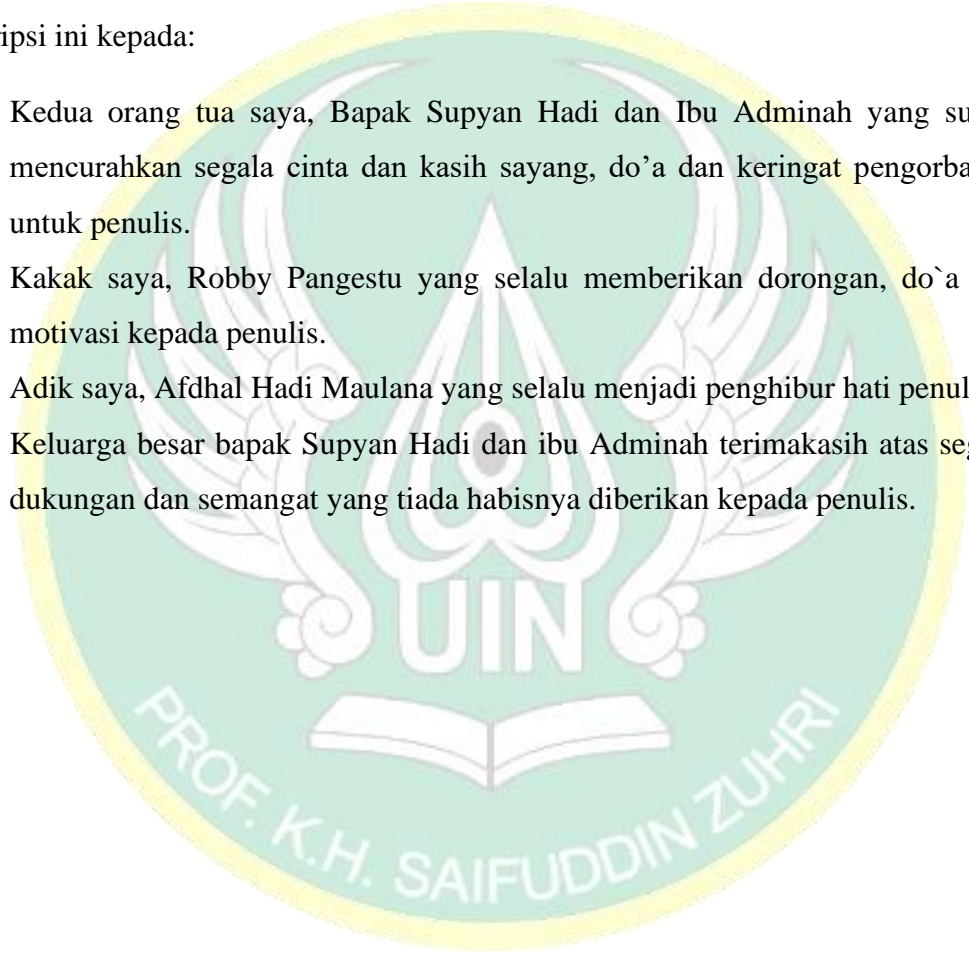 ipsi ini kepada:
Kedua orang tua saya, Bapak Supyan Hadi dan Ibu Adminah yang su
mencurahkan segala cinta dan kasih sayang, do’a dan keringat pengorba
untuk penulis.
Kakak saya, Robby Pangestu yang selalu memberikan dorongan, do`a
motivasi kepada penulis.
Adik saya, Afdhal Hadi Maulana yang selalu menjadi penghibur hati penul
Keluarga besar bapak Supyan Hadi dan ibu Adminah terimakasih atas seg
dukungan dan semangat yang tiada habisnya diberikan kepada penulis.
UIN
PROF. K.H. SAIFUDDIN ZUHRI